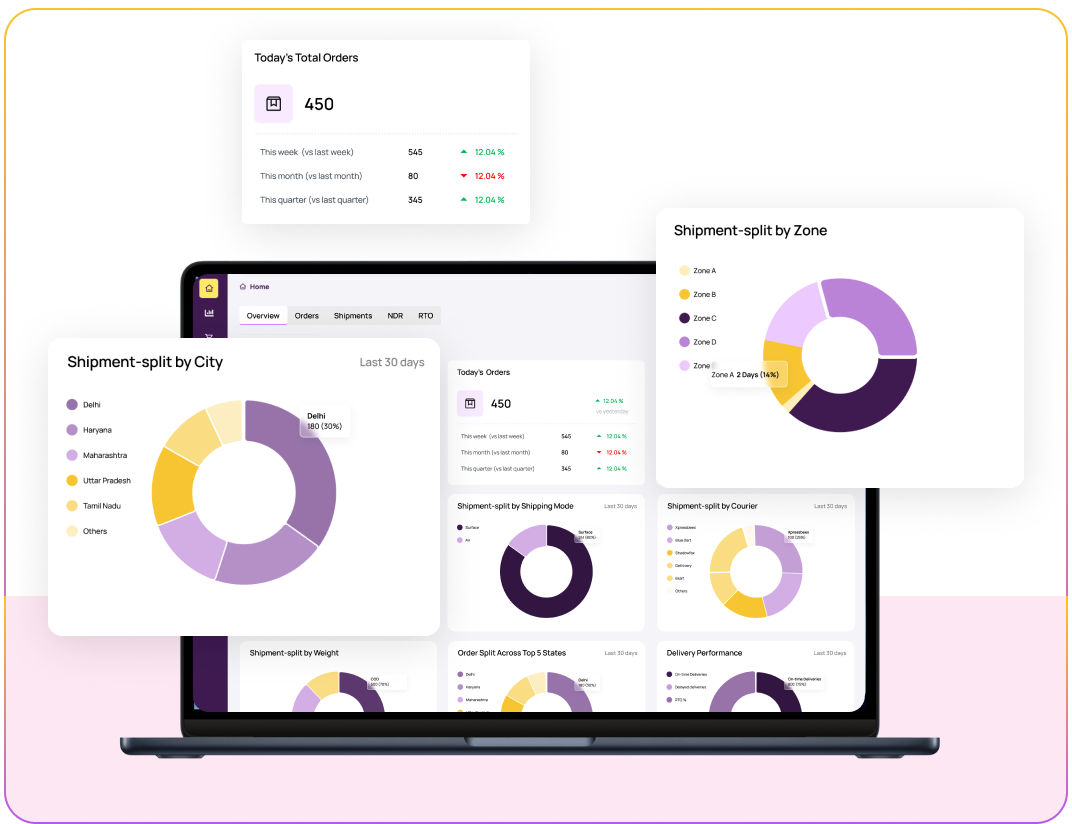 Today's Total Orders
450
This week (vs last week) 545 12.04 %
This month (vs last month) 80 12.04 %
This quarter (vs last quarter) 345 12.04 %
Shipment-split by Zone
Zone A
Zone B
Zone C
Zone D
Zone
Zone A 2 Days (14%)
Home
Overview Orders Shipments NDR RTO
Shipment-split by City Last 30 days
Delhi
Haryana
Maharashtra
Uttar Pradesh
Tamil Nadu
Others
Delhi
180 (30%)
Today's Orders
450
12.04 %
vs yesterday
This week (vs last week) 545 12.04 %
This month (vs last month) 80 12.04 %
This quarter (vs last quarter) 345 12.04 %
Shipment-split by Shipping Mode Last 30 days
Surface
Air
Surface
Shipment-split by Courier Last 30 days
Xpressbees
Blue Dart
Shadowfax
Delhivery
Others
Xpressbees
Shipment-split by Weight
Order Split Across Top 5 States Last 30 days
Delhi
Haryana
Maharashtra
Delhi
Delivery Performance Last 30 days
On-time Deliveries
Delayed deliveries
RTO %
On-time Deliveries